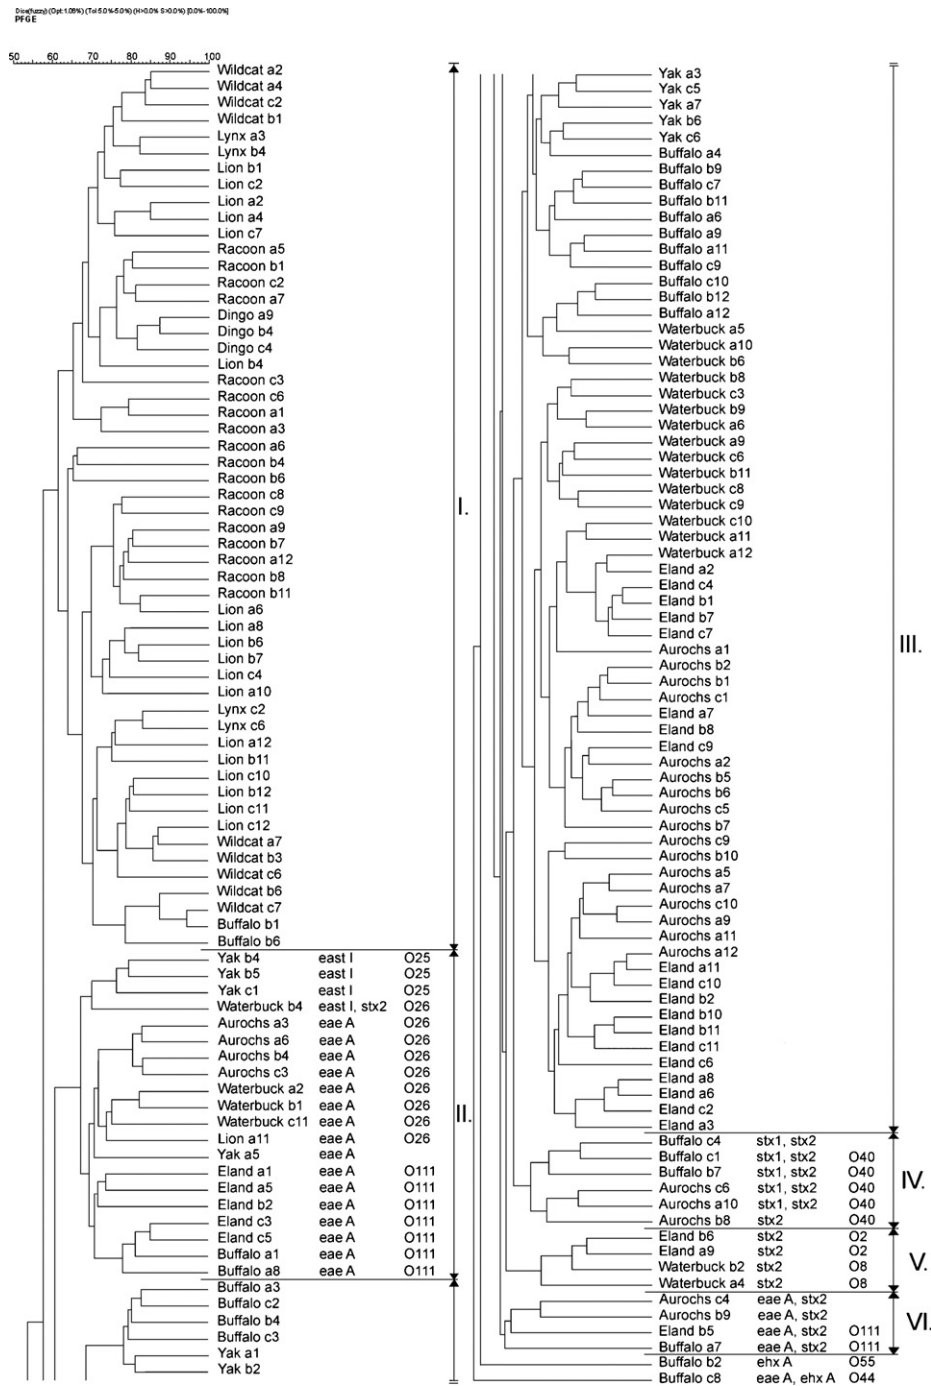 Dice(fuzzy) (Opt:1.09%) (Tol 5.0%-5.0%) (H>0.0% S>0.0%) [0.0%-100.0%]
PFGE
50 60 70 80 90 100
Wildcat a2
Wildcat a4
Wildcat c2
Wildcat b1
Lynx a3
Lynx b4
Lion b1
Lion c2
Lion a2
Lion a4
Lion c7
Racoon a5
Racoon b1
Racoon c2
Racoon a7
Dingo a9
Dingo b4
Dingo c4
Lion b4
Racoon c3
Racoon c6
Racoon a1
Racoon a3
Racoon a6
Racoon b4
Racoon b6
Racoon c8
Racoon c9
Racoon a9
Racoon b7
Racoon a12
Racoon b8
Racoon b11
Lion a6
Lion a8
Lion b6
Lion b7
Lion c4
Lion a10
Lynx c2
Lynx c6
Lion a12
Lion b11
Lion c10
Lion b12
Lion c11
Lion c12
Wildcat a7
Wildcat b3
Wildcat c6
Wildcat b6
Wildcat c7
Buffalo b1
Buffalo b6
I.
Yak b4 east I O25
Yak b5 east I O25
Yak c1 east I O25
Waterbuck b4 east I, stx2 O26
Aurochs a3 eae A O26
Aurochs a6 eae A O26
Aurochs b4 eae A O26
Aurochs c3 eae A O26
Waterbuck a2 eae A O26
Waterbuck b1 eae A O26
Waterbuck c11 eae A O26
Lion a11 eae A O26
Yak a5 eae A
Eland a1 eae A O111
Eland a5 eae A O111
Eland b2 eae A O111
Eland c3 eae A O111
Eland c5 eae A O111
Buffalo a1 eae A O111
Buffalo a8 eae A O111
II.
Buffalo a3
Buffalo c2
Buffalo b4
Buffalo c3
Yak a1
Yak b2
Yak a3
Yak c5
Yak a7
Yak b6
Yak c6
Buffalo a4
Buffalo b9
Buffalo c7
Buffalo b11
Buffalo a6
Buffalo a9
Buffalo a11
Buffalo c9
Buffalo c10
Buffalo b12
Buffalo a12
Waterbuck a5
Waterbuck a10
Waterbuck b6
Waterbuck b8
Waterbuck c3
Waterbuck b9
Waterbuck a6
Waterbuck a9
Waterbuck c6
Waterbuck b11
Waterbuck c8
Waterbuck c9
Waterbuck c10
Waterbuck a11
Waterbuck a12
Eland a2
Eland c4
Eland b1
Eland b7
Eland c7
Aurochs a1
Aurochs b2
Aurochs b1
Aurochs c1
Eland a7
Eland b8
Eland c9
Aurochs a2
Aurochs b5
Aurochs b6
Aurochs c5
Aurochs b7
Aurochs c9
Aurochs b10
Aurochs a5
Aurochs a7
Aurochs c10
Aurochs a9
Aurochs a11
Aurochs a12
Eland a11
Eland c10
Eland b2
Eland b10
Eland b11
Eland c11
Eland c6
Eland a8
Eland a6
Eland c2
Eland a3
III.
Buffalo c4 stx1, stx2
Buffalo c1 stx1, stx2 O40
Buffalo b7 stx1, stx2 O40
Aurochs c6 stx1, stx2 O40
Aurochs a10 stx1, stx2 O40
Aurochs b8 stx2 O40
IV.
Eland b6 stx2 O2
Eland a9 stx2 O2
Waterbuck b2 stx2 O8
Waterbuck a4 stx2 O8
V.
Aurochs c4 eae A, stx2
Aurochs b9 eae A, stx2
Eland b5 eae A, stx2 O111
Buffalo a7 eae A, stx2 O111
VI.
Buffalo b2 ehx A O55
Buffalo c8 eae A, ehx A O44